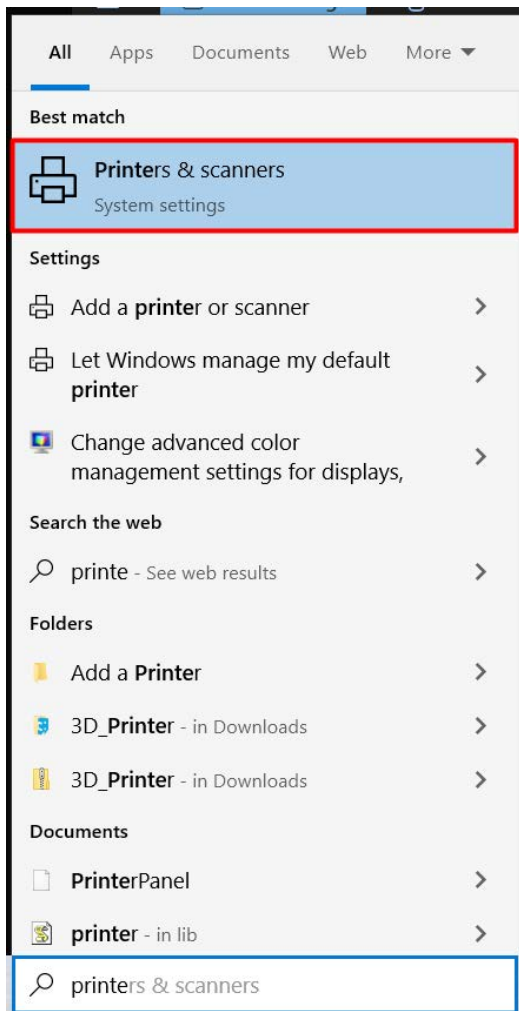 All Apps Documents Web More
Best match
Printers & scanners
System settings
Settings
Add a printer or scanner
Let Windows manage my default
printer
Change advanced color
management settings for displays,
Search the web
printe - See web results
Folders
Add a Printer
3D_Printer - in Downloads
3D_Printer - in Downloads
Documents
PrinterPanel
printer - in lib
printers & scanners